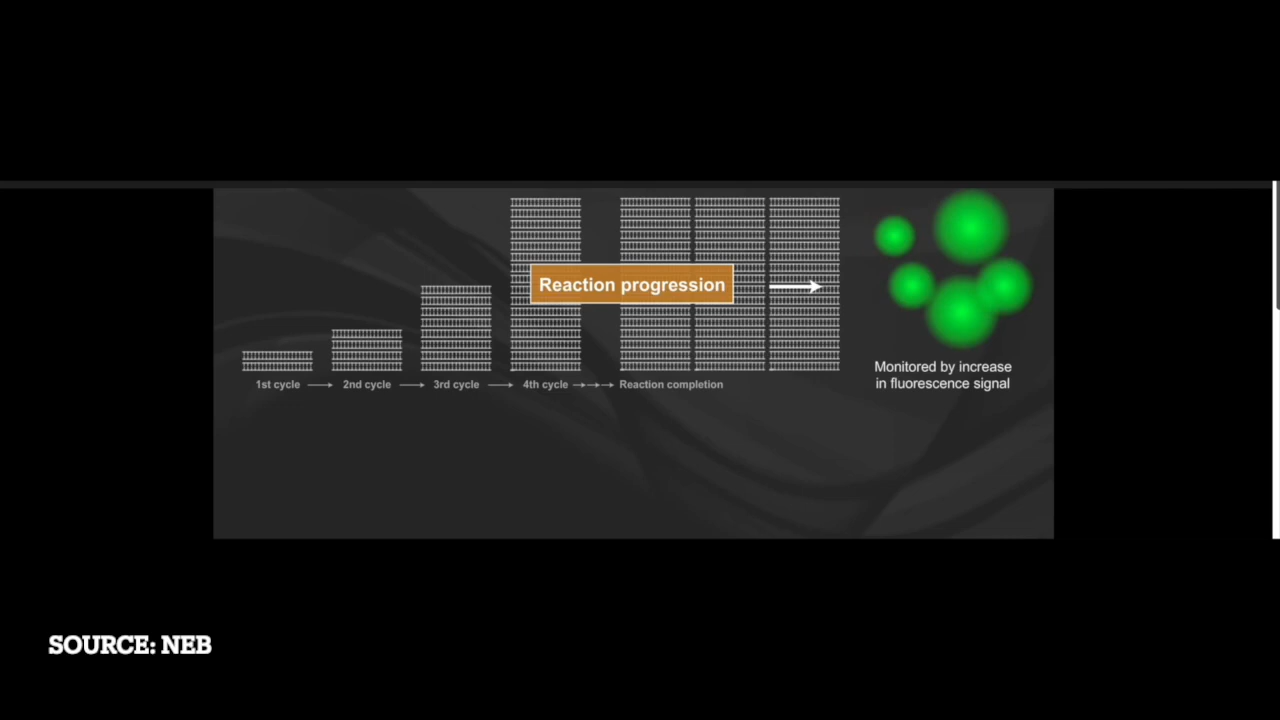 Reaction progression
1st cycle
2nd cycle
3rd cycle
4th cycle
Reaction completion
Monitored by increase
in fluorescence signal
SOURCE: NEB